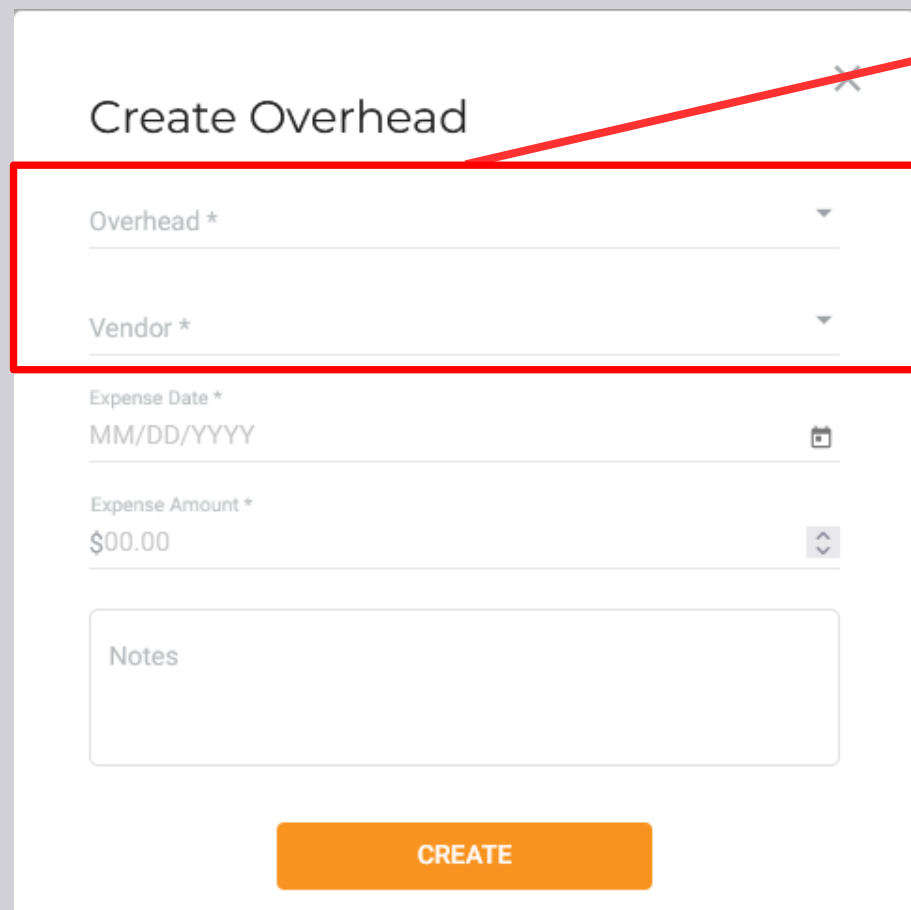 Create Overhead
Overhead *
Vendor *
Expense Date *
MM/DD/YYYY
Expense Amount *
$00.00
Notes
CREATE